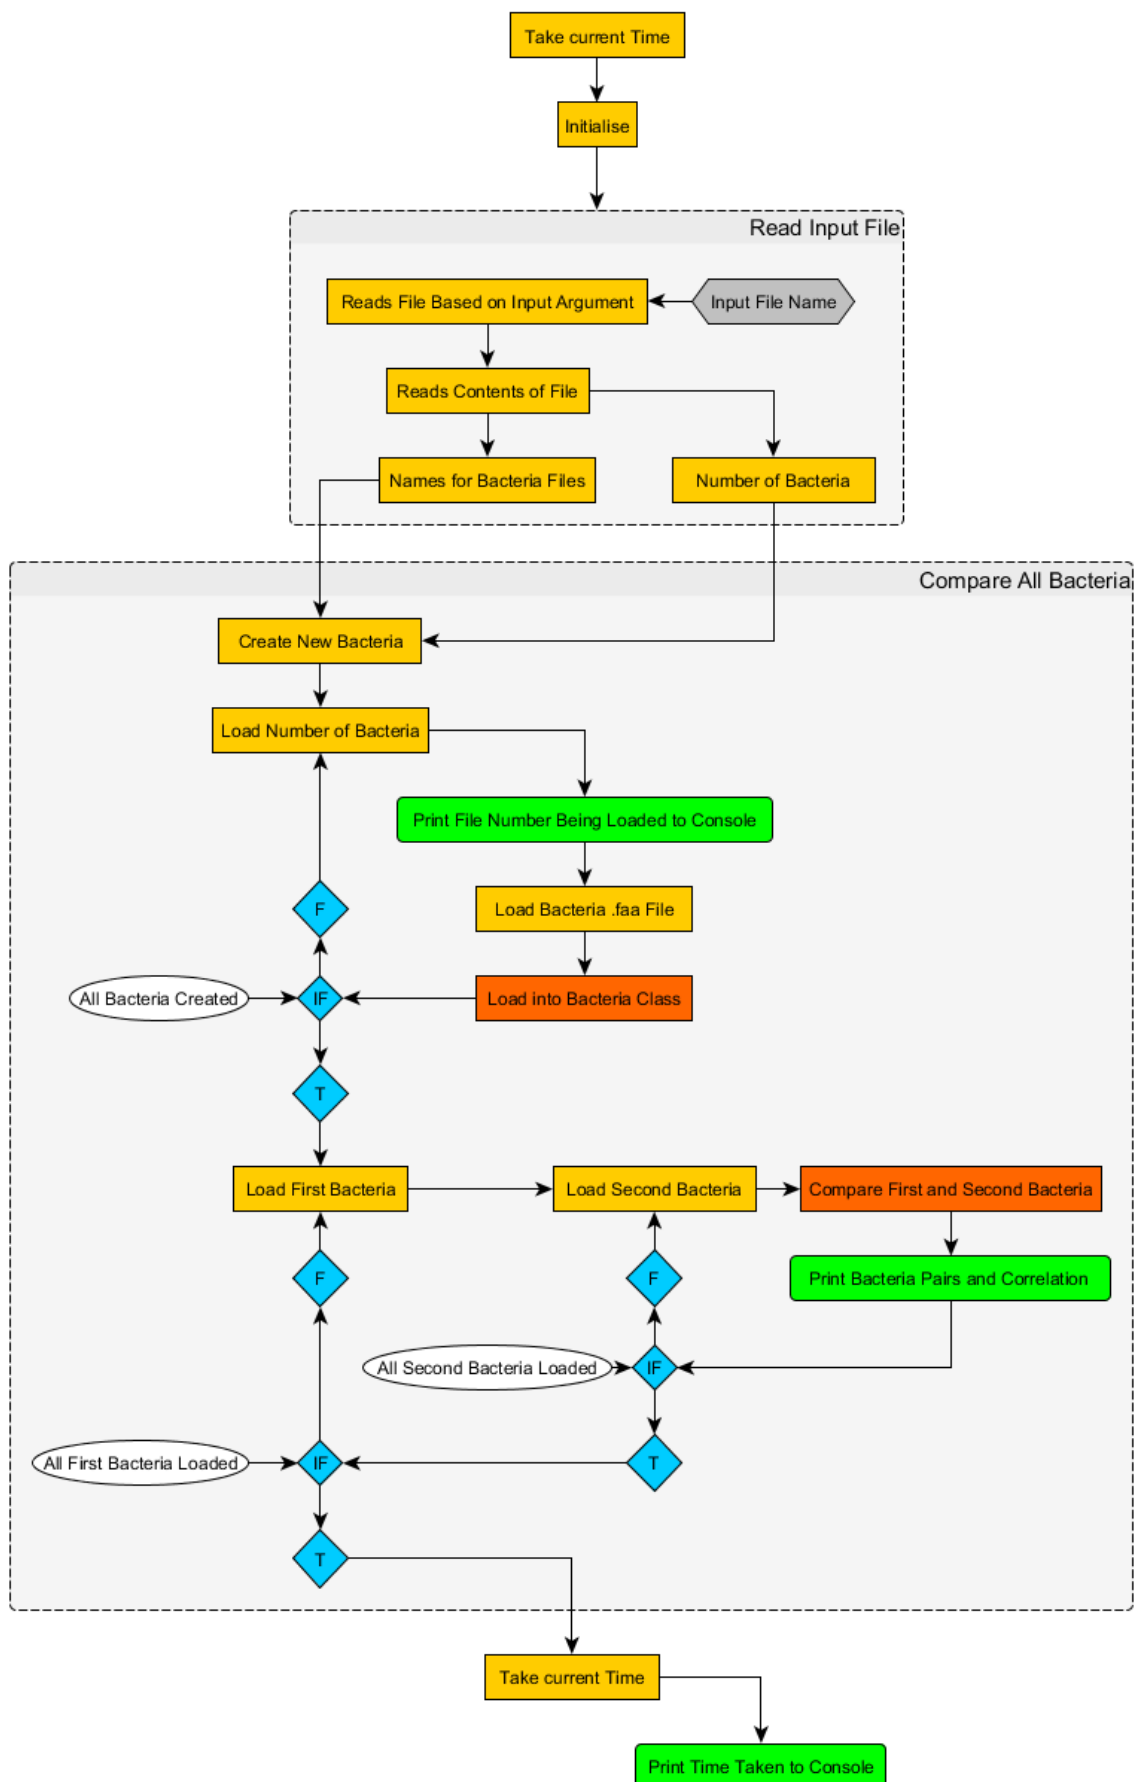 Take current Time
Initialise
Read Input File
Reads File Based on Input Argument
Input File Name
Reads Contents of File
Names for Bacteria Files
Number of Bacteria
Compare All Bacteria
Create New Bacteria
Load Number of Bacteria
Print File Number Being Loaded to Console
F
Load Bacteria .faa File
All Bacteria Created
IF
Load into Bacteria Class
T
Load First Bacteria
Load Second Bacteria
Compare First and Second Bacteria
F
F
Print Bacteria Pairs and Correlation
All Second Bacteria Loaded
IF
All First Bacteria Loaded
IF
T
T
Take current Time
Print Time Taken to Console